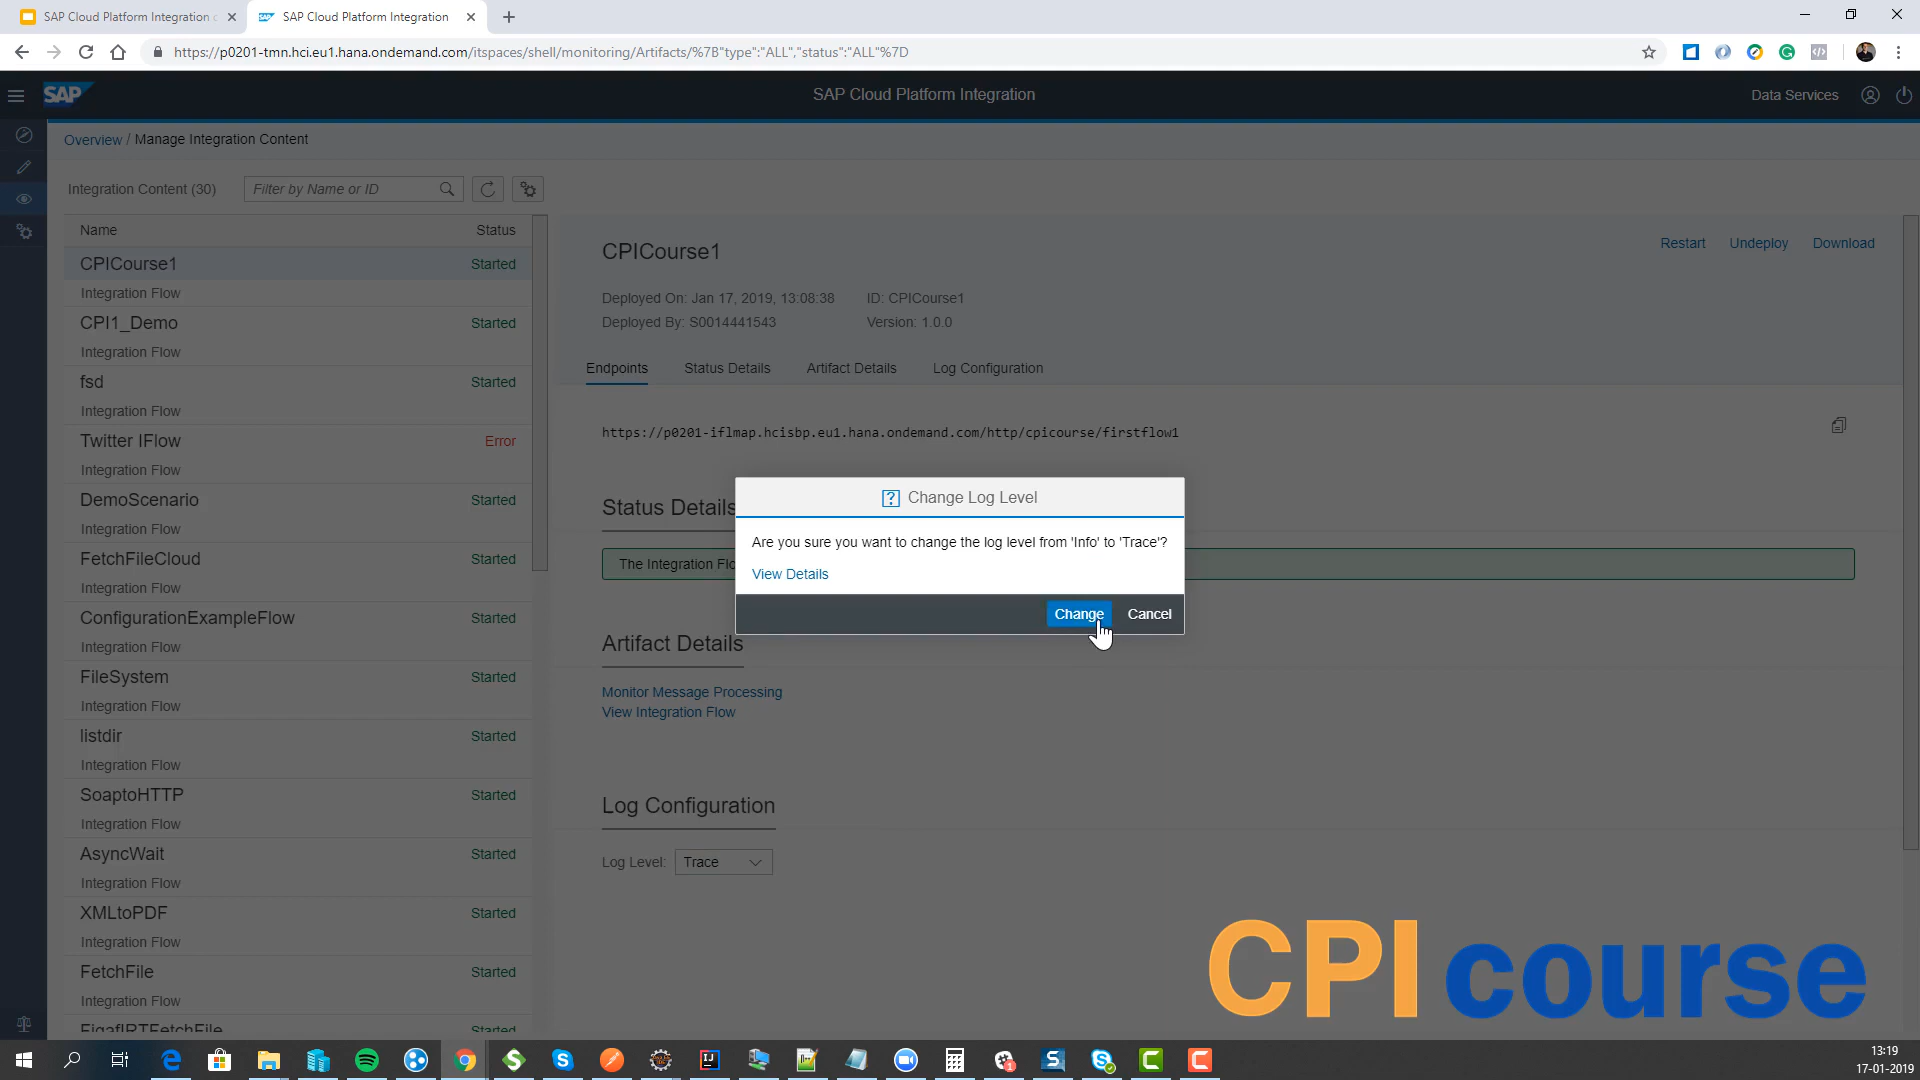 SAP Cloud Platform Integration c
SAP Cloud Platform Integration
https://p0201-tmn.hci.eu1.hana.ondemand.com/itspaces/shell/monitoring/Artifacts/%7B"type":"ALL","status":"ALL"%7D
SAP
SAP Cloud Platform Integration
Data Services
Overview / Manage Integration Content
Integration Content (30)
Filter by Name or ID
Name Status
CPICourse1 Started
Integration Flow
CPI1_Demo Started
Integration Flow
fsd Started
Integration Flow
Twitter IFlow Error
Integration Flow
DemoScenario Started
Integration Flow
FetchFileCloud Started
Integration Flow
ConfigurationExampleFlow Started
Integration Flow
FileSystem Started
Integration Flow
listdir Started
Integration Flow
SoaptoHTTP Started
Integration Flow
AsyncWait Started
Integration Flow
XMLtoPDF Started
Integration Flow
FetchFile Started
Integration Flow
FigafIRTFetchFile Started
CPICourse1
Restart Undeploy Download
Deployed On: Jan 17, 2019, 13:08:38 ID: CPICourse1
Deployed By: S0014441543 Version: 1.0.0
Endpoints Status Details Artifact Details Log Configuration
https://p0201-iflmap.hcisbp.eu1.hana.ondemand.com/http/cpicourse/firstflow1
Status Details
The Integration Flo
Change Log Level
Are you sure you want to change the log level from 'Info' to 'Trace'?
View Details
Change Cancel
Artifact Details
Monitor Message Processing
View Integration Flow
Log Configuration
Log Level: Trace
CPI course
13:19
17-01-2019